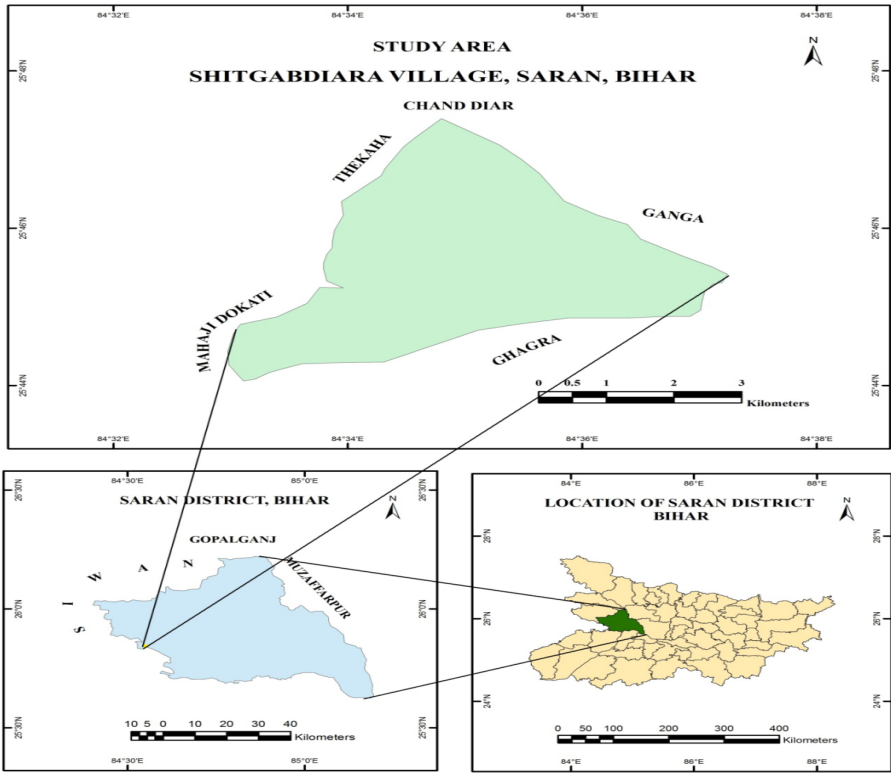 84°32'E 84°34'E 84°36'E 84°38'E
N
STUDY AREA
SHITGABDIARA VILLAGE, SARAN, BIHAR
CHAND DIAR
THEKAHA
GANGA
MAHAJI DOKATI
GHAGRA
25°48'N
25°46'N
25°44'N
25°48'N
25°46'N
25°44'N
0 0.5 1 2 3
Kilometers
84°32'E 84°34'E 84°36'E 84°38'E
84°30'E 85°0'E
SARAN DISTRICT, BIHAR
N
GOPALGANJ
SIWAN
MUZAFFARPUR
26°30'N
26°0'N
25°30'N
26°30'N
26°0'N
25°30'N
10 5 0 10 20 30 40
Kilometers
84°30'E 85°0'E
84°E 86°E 88°E
LOCATION OF SARAN DISTRICT
BIHAR
N
28°N
26°N
24°N
28°N
26°N
24°N
0 50 100 200 300 400
Kilometers
84°E 86°E 88°E